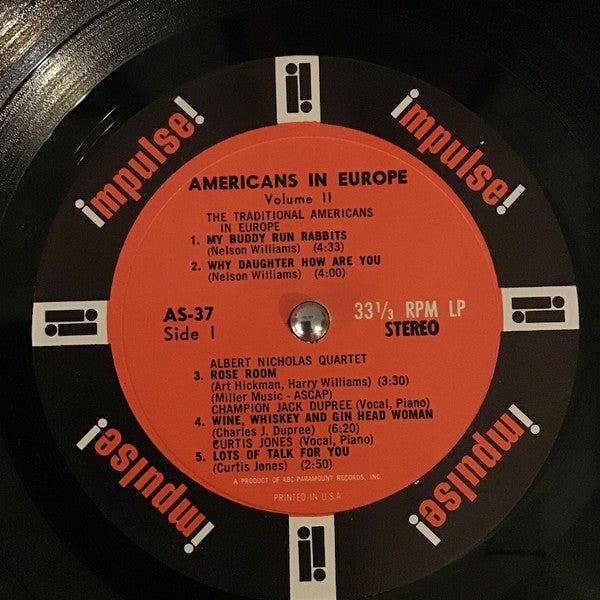 impulse!
impulse!
AMERICANS IN EUROPE
Volume II
THE TRADITIONAL AMERICANS
IN EUROPE
1. MY BUDDY RUN RABBITS
(Nelson Williams) (4:33)
2. WHY DAUGHTER HOW ARE YOU
(Nelson Williams) (4:00)
AS-37
Side 1
33⅓ RPM LP
STEREO
ALBERT NICHOLAS QUARTET
3. ROSE ROOM
(Art Hickman, Harry Williams) (3:30)
(Miller Music - ASCAP)
CHAMPION JACK DUPREE (Vocal, Piano)
4. WINE, WHISKEY AND GIN HEAD WOMAN
(Charles J. Dupree) (6:20)
CURTIS JONES (Vocal, Piano)
5. LOTS OF TALK FOR YOU
(Curtis Jones) (2:50)
A PRODUCT OF ABC-PARAMOUNT RECORDS, INC.
PRINTED IN U.S.A.
impulse!
impulse!